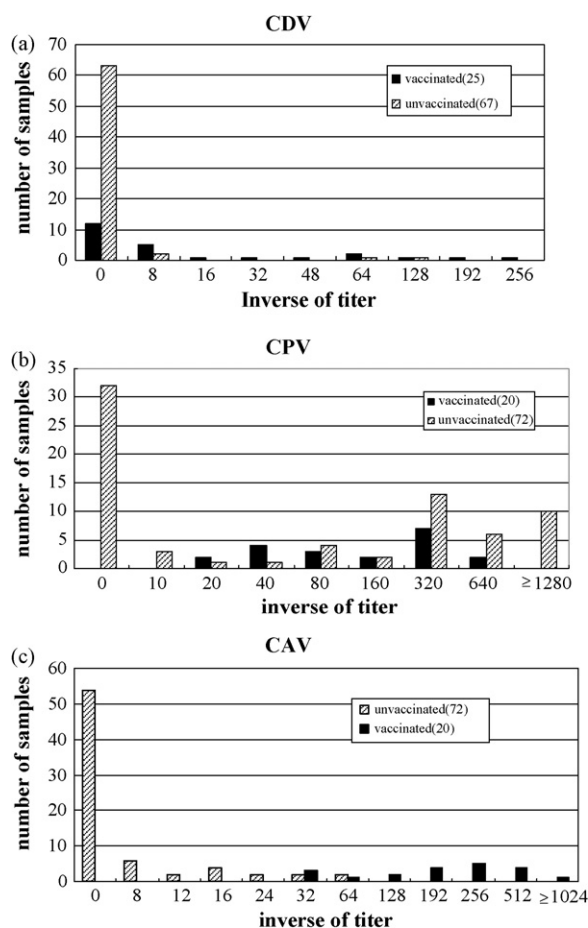 CDV
(a)
70
60
50
40
30
20
10
0
number of samples
vaccinated(25)
unvaccinated(67)
0 8 16 32 48 64 128 192 256
Inverse of titer
CPV
(b)
35
30
25
20
15
10
5
0
number of samples
vaccinated(20)
unvaccinated(72)
0 10 20 40 80 160 320 640 ≥1280
inverse of titer
CAV
(c)
60
50
40
30
20
10
0
number of samples
unvaccinated(72)
vaccinated(20)
0 8 12 16 24 32 64 128 192 256 512 ≥1024
inverse of titer